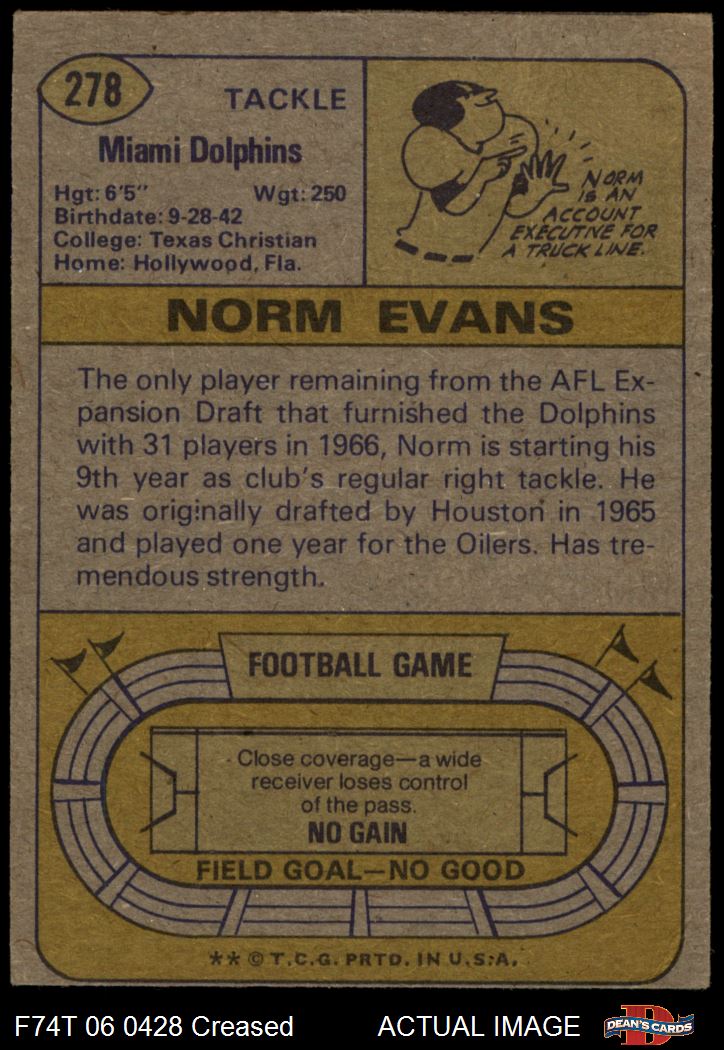 278
TACKLE
Miami Dolphins
Hgt: 6'5" Wgt: 250
Birthdate: 9-28-42
College: Texas Christian
Home: Hollywood, Fla.
NORM
IS AN
ACCOUNT
EXECUTIVE FOR
A TRUCK LINE.
NORM EVANS
The only player remaining from the AFL Ex-
pansion Draft that furnished the Dolphins
with 31 players in 1966, Norm is starting his
9th year as club's regular right tackle. He
was originally drafted by Houston in 1965
and played one year for the Oilers. Has tre-
mendous strength.
FOOTBALL GAME
Close coverage—a wide
receiver loses control
of the pass.
NO GAIN
FIELD GOAL—NO GOOD
** © T.C.G. PRTD. IN U.S.A.
F74T 06 0428 Creased ACTUAL IMAGE
D
DEAN'S CARDS